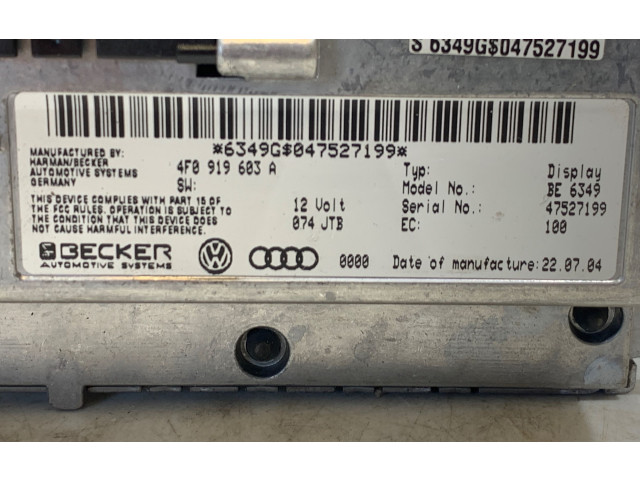 S 6349G$047527199
*6349G$047527199*
MANUFACTURED BY:
HARMAN/BECKER
AUTOMOTIVE SYSTEMS
GERMANY
4F0 919 603 A
SW:
THIS DEVICE COMPLIES WITH PART 15 OF
THE FCC RULES. OPERATION IS SUBJECT TO
THE CONDITION THAT THIS DEVICE DOES
NOT CAUSE HARMFUL INTERFERENCE.
12 Volt
074 JTB
Typ: Display
Model No.: BE 6349
Serial No.: 47527199
EC: 100
BECKER
AUTOMOTIVE SYSTEMS
0000
Date of manufacture: 22.07.04